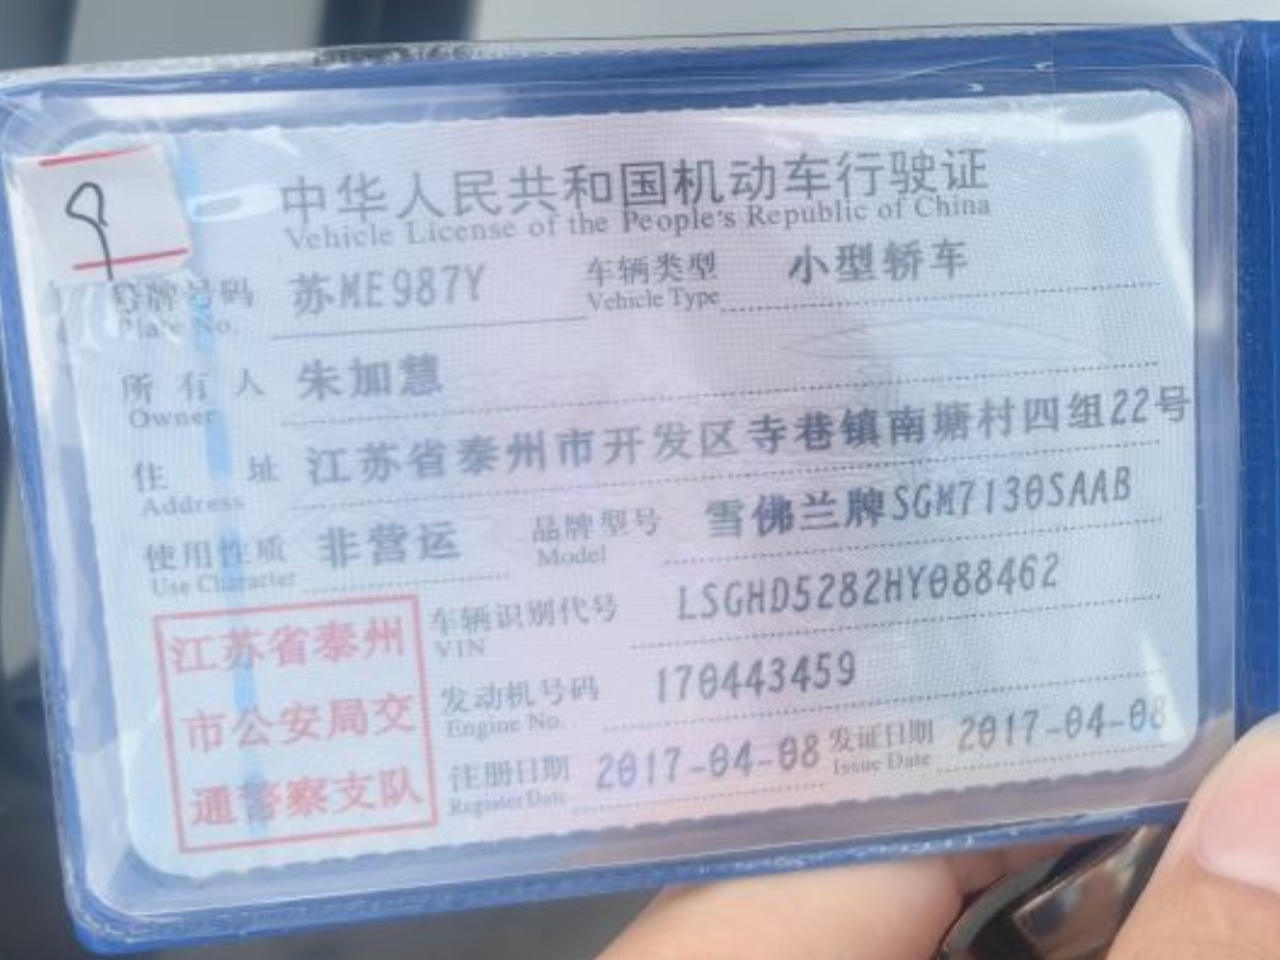 中华人民共和国机动车行驶证
Vehicle License of the People's Republic of China
号牌号码 苏ME987Y 车辆类型 小型轿车
Plate No. Vehicle Type
所有人 朱加慧
Owner
住址 江苏省泰州市开发区寺巷镇南塘村四组22号
Address
使用性质 非营运 品牌型号 雪佛兰牌SGM7130SAAB
Use Character Model
车辆识别代号 LSGHD5282HY088462
VIN
发动机号码 170443459
Engine No.
注册日期 2017-04-08 发证日期 2017-04-08
Register Date Issue Date
江苏省泰州
市公安局交
通警察支队